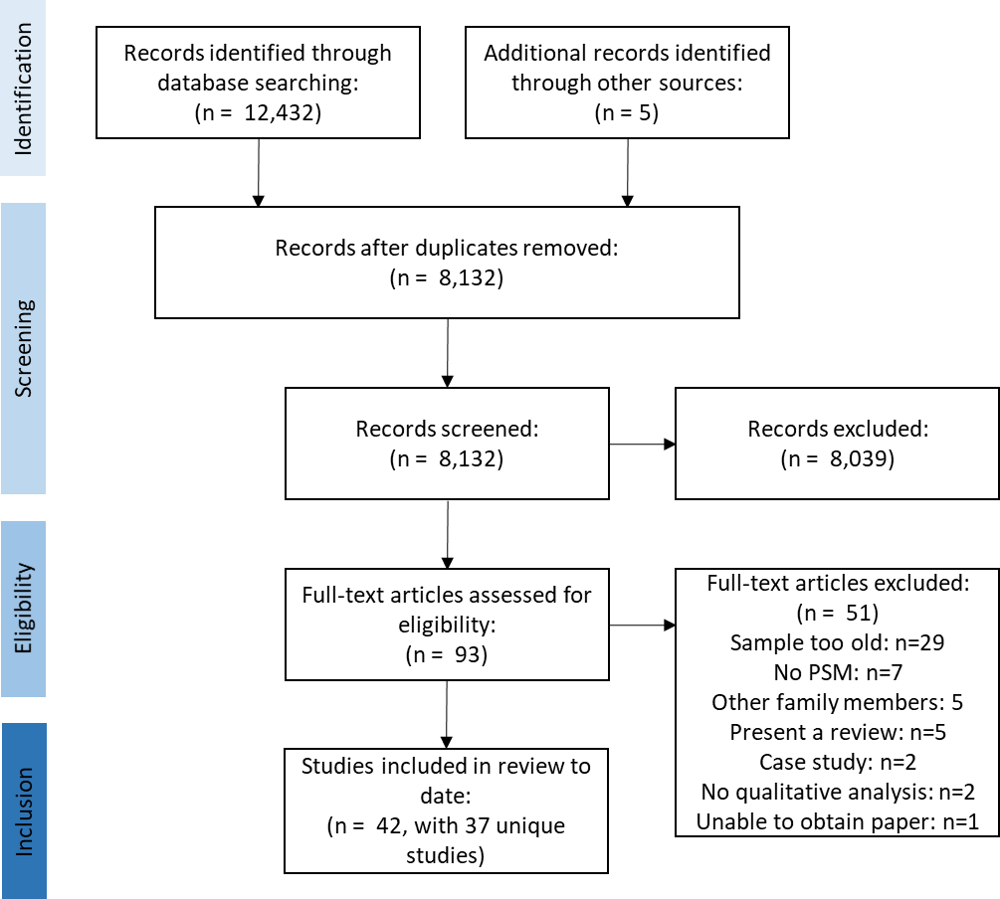 Identification
Records identified through
database searching:
(n = 12,432)
Additional records identified
through other sources:
(n = 5)
Screening
Records after duplicates removed:
(n = 8,132)
Records screened:
(n = 8,132)
Records excluded:
(n = 8,039)
Eligibility
Full-text articles assessed for
eligibility:
(n = 93)
Full-text articles excluded:
(n = 51)
Sample too old: n=29
No PSM: n=7
Other family members: 5
Present a review: n=5
Case study: n=2
No qualitative analysis: n=2
Unable to obtain paper: n=1
Inclusion
Studies included in review to
date:
(n = 42, with 37 unique
studies)